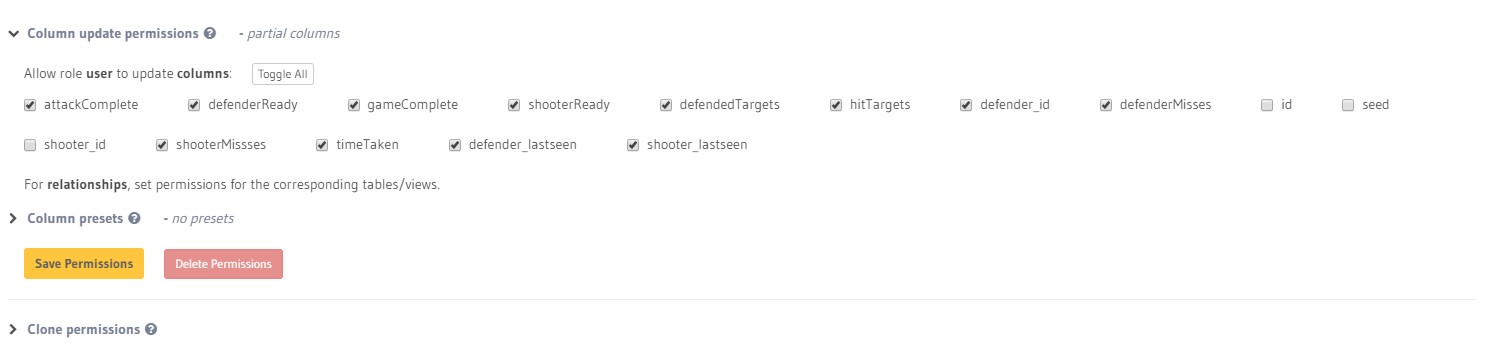 Column update permissions - partial columns
Allow role user to update columns: Toggle All
attackComplete defenderReady gameComplete shooterReady defendedTargets hitTargets defender_id defenderMisses id seed
shooter_id shooterMissses timeTaken defender_lastseen shooter_lastseen
For relationships, set permissions for the corresponding tables/views.
Column presets - no presets
Save Permissions Delete Permissions
Clone permissions